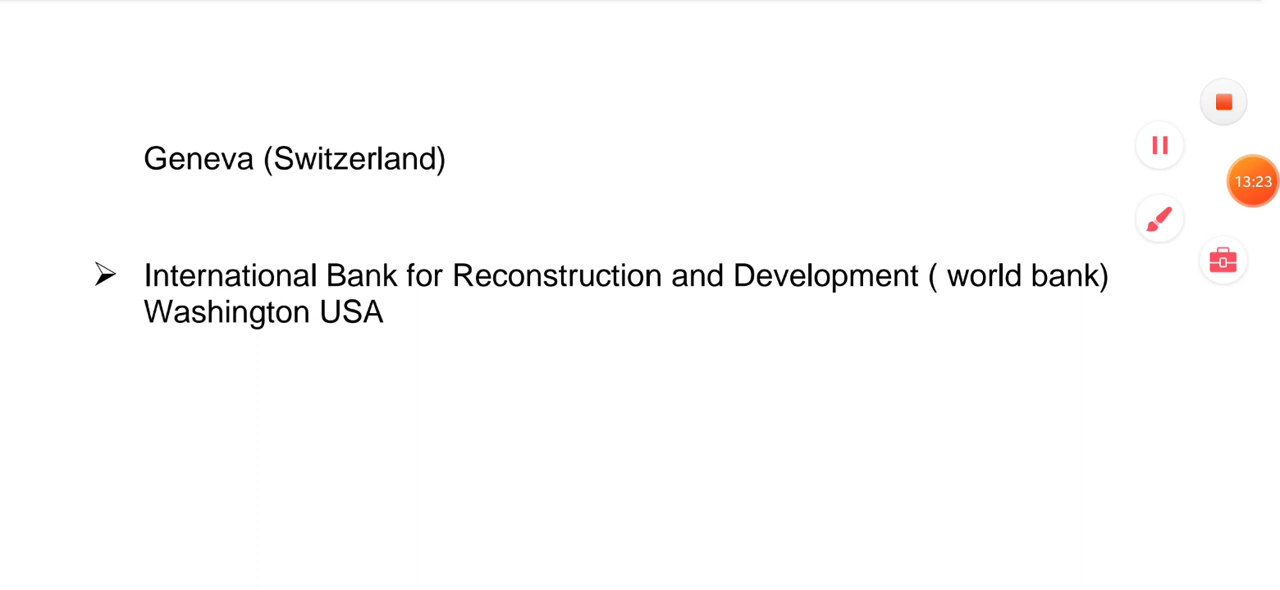 Geneva (Switzerland)
13:23
➢ International Bank for Reconstruction and Development ( world bank)
Washington USA